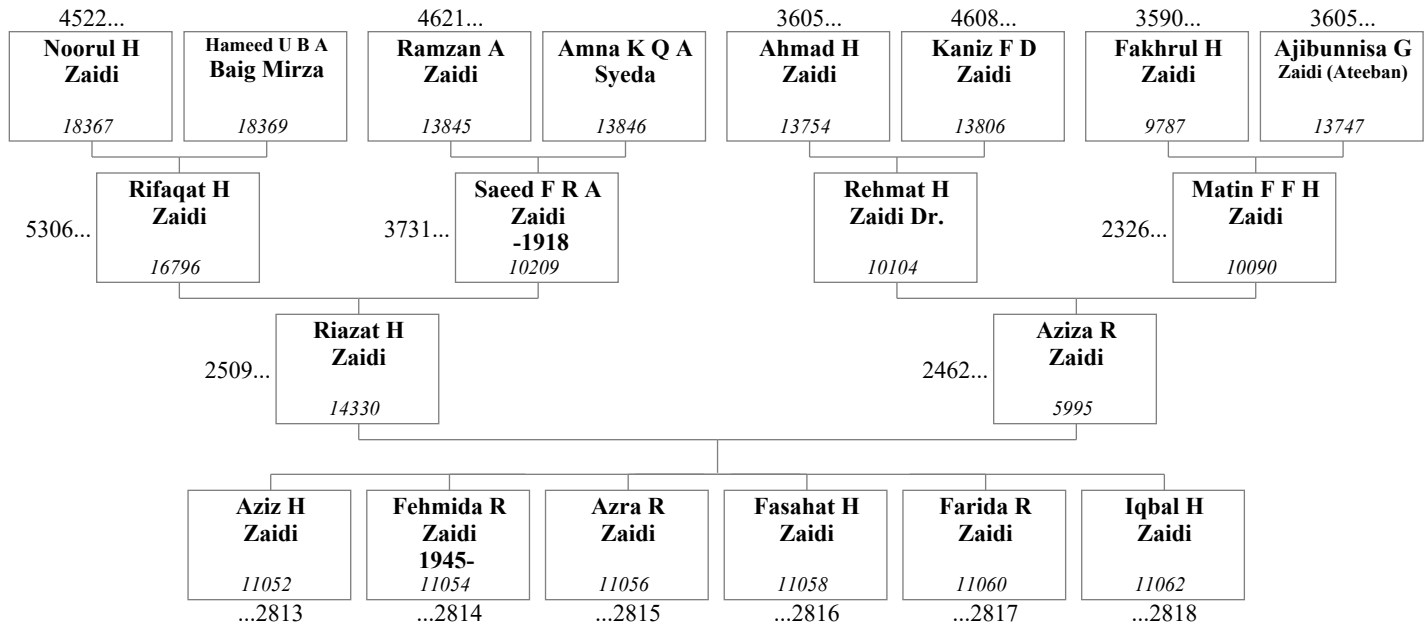 4522... 4621... 3605... 4608... 3590... 3605...
Noorul H
Zaidi
18367
Hameed U B A
Baig Mirza
18369
Ramzan A
Zaidi
13845
Amna K Q A
Syeda
13846
Ahmad H
Zaidi
13754
Kaniz F D
Zaidi
13806
Fakhrul H
Zaidi
9787
Ajibunnisa G
Zaidi (Ateeban)
13747
5306...
Rifaqat H
Zaidi
16796
3731...
Saeed F R A
Zaidi
-1918
10209
Rehmat H
Zaidi Dr.
10104
2326...
Matin F F H
Zaidi
10090
2509...
Riazat H
Zaidi
14330
2462...
Aziza R
Zaidi
5995
Aziz H
Zaidi
11052
...2813
Fehmida R
Zaidi
1945-
11054
...2814
Azra R
Zaidi
11056
...2815
Fasahat H
Zaidi
11058
...2816
Farida R
Zaidi
11060
...2817
Iqbal H
Zaidi
11062
...2818